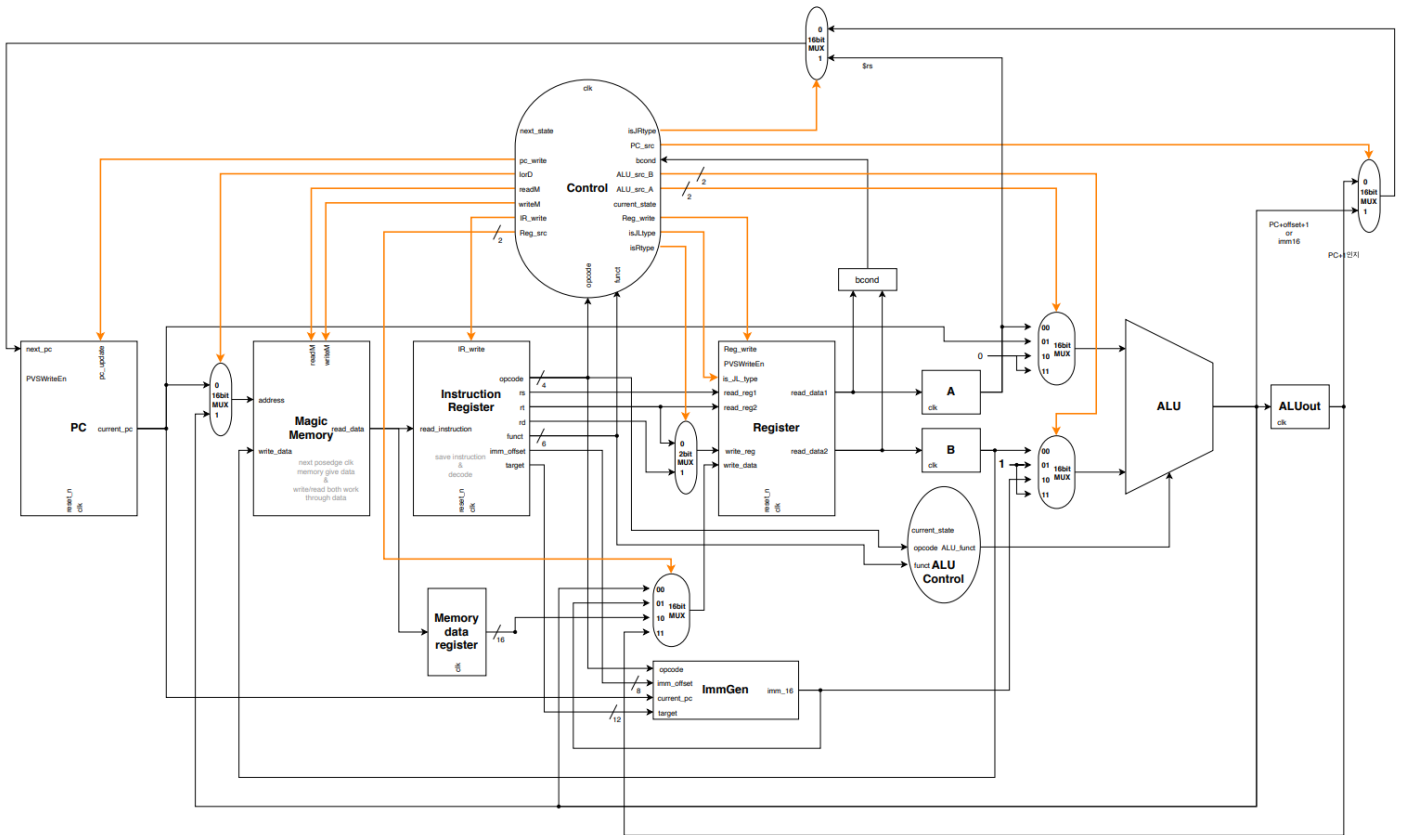 0
16bit
MUX
1
$rs
clk
next_state
isJRtype
PC_src
pc_write
bcond
IorD
ALU_src_B
2
readM
Control
ALU_src_A
2
writeM
current_state
IR_write
Reg_write
Reg_src
2
isJLtype
isRtype
opcode
funct
0
16bit
MUX
1
PC+offset+1
or
imm16
PC+1인지
bcond
next_pc
pc_update
PVSWriteEn
PC
current_pc
reset_n
clk
0
16bit
MUX
1
readM
writeM
address
Magic
Memory
read_data
write_data
next posedge clk
memory give data
&
write/read both work
through data
IR_write
opcode
4
Instruction
Register
rs
rt
rd
read_instruction
funct
6
imm_offset
target
save instruction
&
decode
reset_n
clk
0
2bit
MUX
1
Reg_write
PVSWriteEn
is_JL_type
read_reg1
read_data1
read_reg2
Register
write_reg
read_data2
write_data
reset_n
clk
A
clk
B
clk
0
00
01
16bit
MUX
10
11
1
00
01
16bit
MUX
10
11
ALU
ALUout
clk
current_state
opcode ALU_funct
funct ALU
Control
00
01
16bit
MUX
10
11
Memory
data
register
16
clk
opcode
imm_offset
8
ImmGen
imm_16
current_pc
target
12